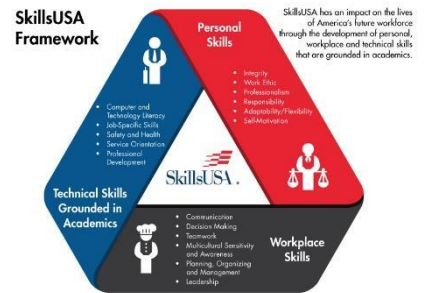 SkillsUSA
Framework
SkillsUSA has an impact on the lives
of America's future workforce
through the development of personal,
workplace and technical skills
that are grounded in academics.
Personal
Skills
• Integrity
• Work Ethic
• Professionalism
• Responsibility
• Adaptability/Flexibility
• Self-Motivation
• Computer and
Technology Literacy
• Job-Specific Skills
• Safety and Health
• Service Orientation
• Professional
Development
SkillsUSA.
Technical Skills
Grounded in
Academics
• Communication
• Decision Making
• Teamwork
• Multicultural Sensitivity
and Awareness
• Planning, Organizing
and Management
• Leadership
Workplace
Skills